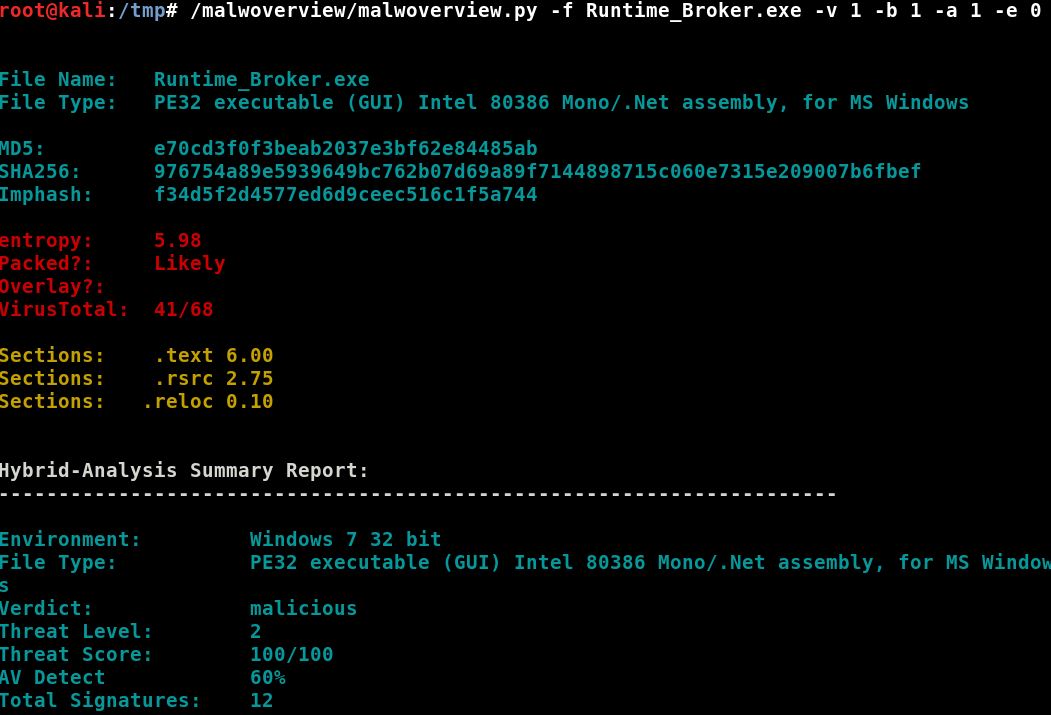 root@kali:/tmp# /malwoverview/malwoverview.py -f Runtime_Broker.exe -v 1 -b 1 -a 1 -e 0
File Name: Runtime_Broker.exe
File Type: PE32 executable (GUI) Intel 80386 Mono/.Net assembly, for MS Windows
MD5: e70cd3f0f3beab2037e3bf62e84485ab
SHA256: 976754a89e5939649bc762b07d69a89f7144898715c060e7315e209007b6fbef
Imphash: f34d5f2d4577ed6d9ceec516c1f5a744
entropy: 5.98
Packed?: Likely
Overlay?:
VirusTotal: 41/68
Sections: .text 6.00
Sections: .rsrc 2.75
Sections: .reloc 0.10
Hybrid-Analysis Summary Report:
----------------------------------------------------------------------
Environment: Windows 7 32 bit
File Type: PE32 executable (GUI) Intel 80386 Mono/.Net assembly, for MS Window
s
Verdict: malicious
Threat Level: 2
Threat Score: 100/100
AV Detect 60%
Total Signatures: 12